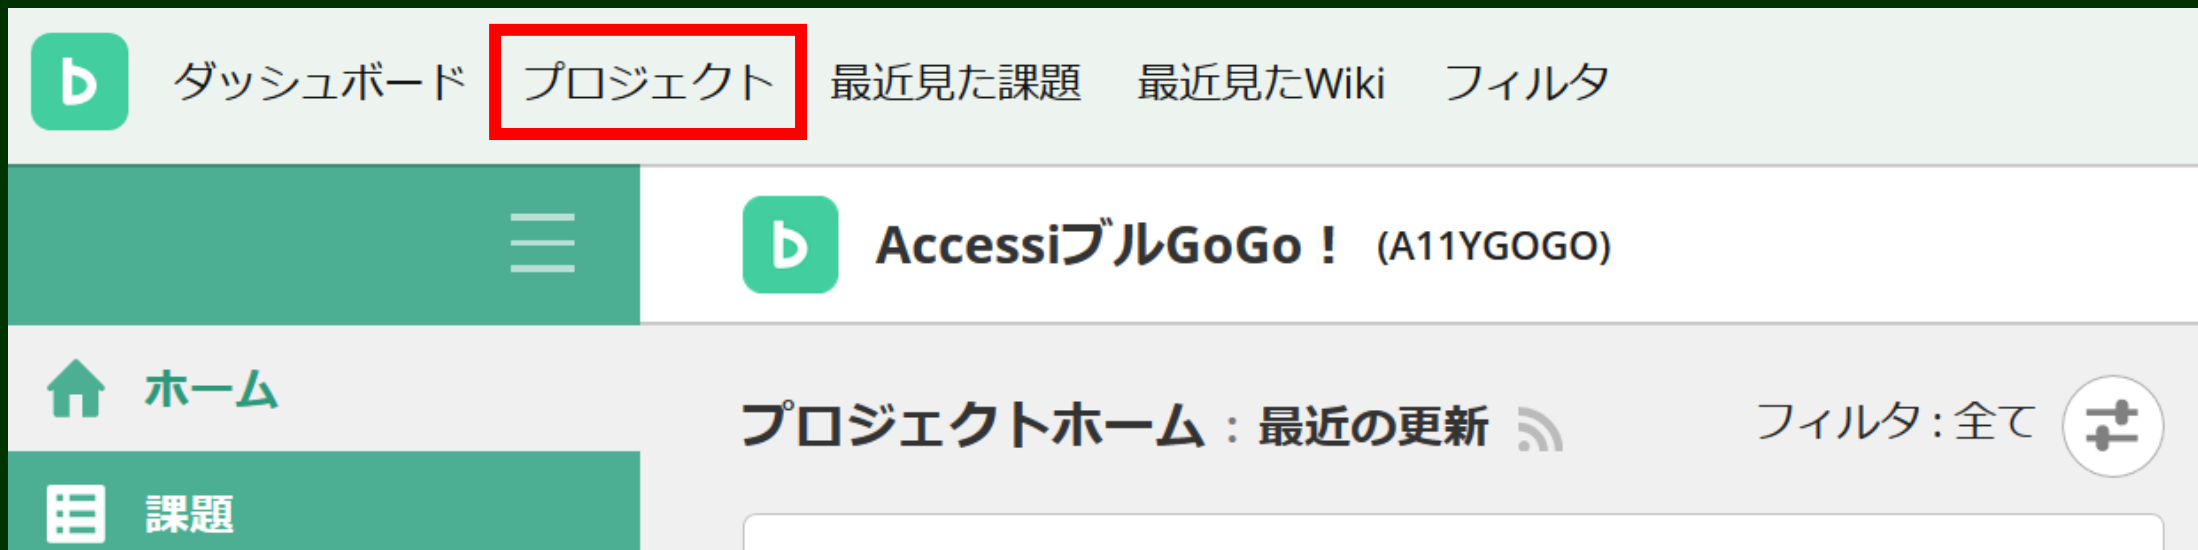 ダッシュボード プロジェクト 最近見た課題 最近見たWiki フィルタ
AccessiブルGoGo！ (A11YGOGO)
ホーム
プロジェクトホーム : 最近の更新 フィルタ : 全て
課題